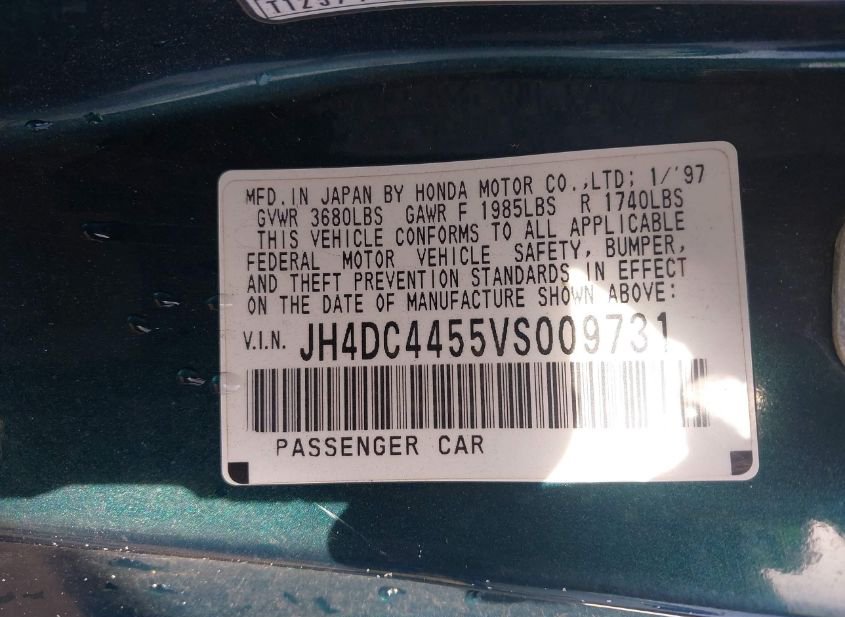 MFD. IN JAPAN BY HONDA MOTOR CO.,LTD; 1/'97
GVWR 3680LBS GAWR F 1985LBS R 1740LBS
THIS VEHICLE CONFORMS TO ALL APPLICABLE
FEDERAL MOTOR VEHICLE SAFETY, BUMPER,
AND THEFT PREVENTION STANDARDS IN EFFECT
ON THE DATE OF MANUFACTURE SHOWN ABOVE:
V.I.N. JH4DC4455VS009731
PASSENGER CAR